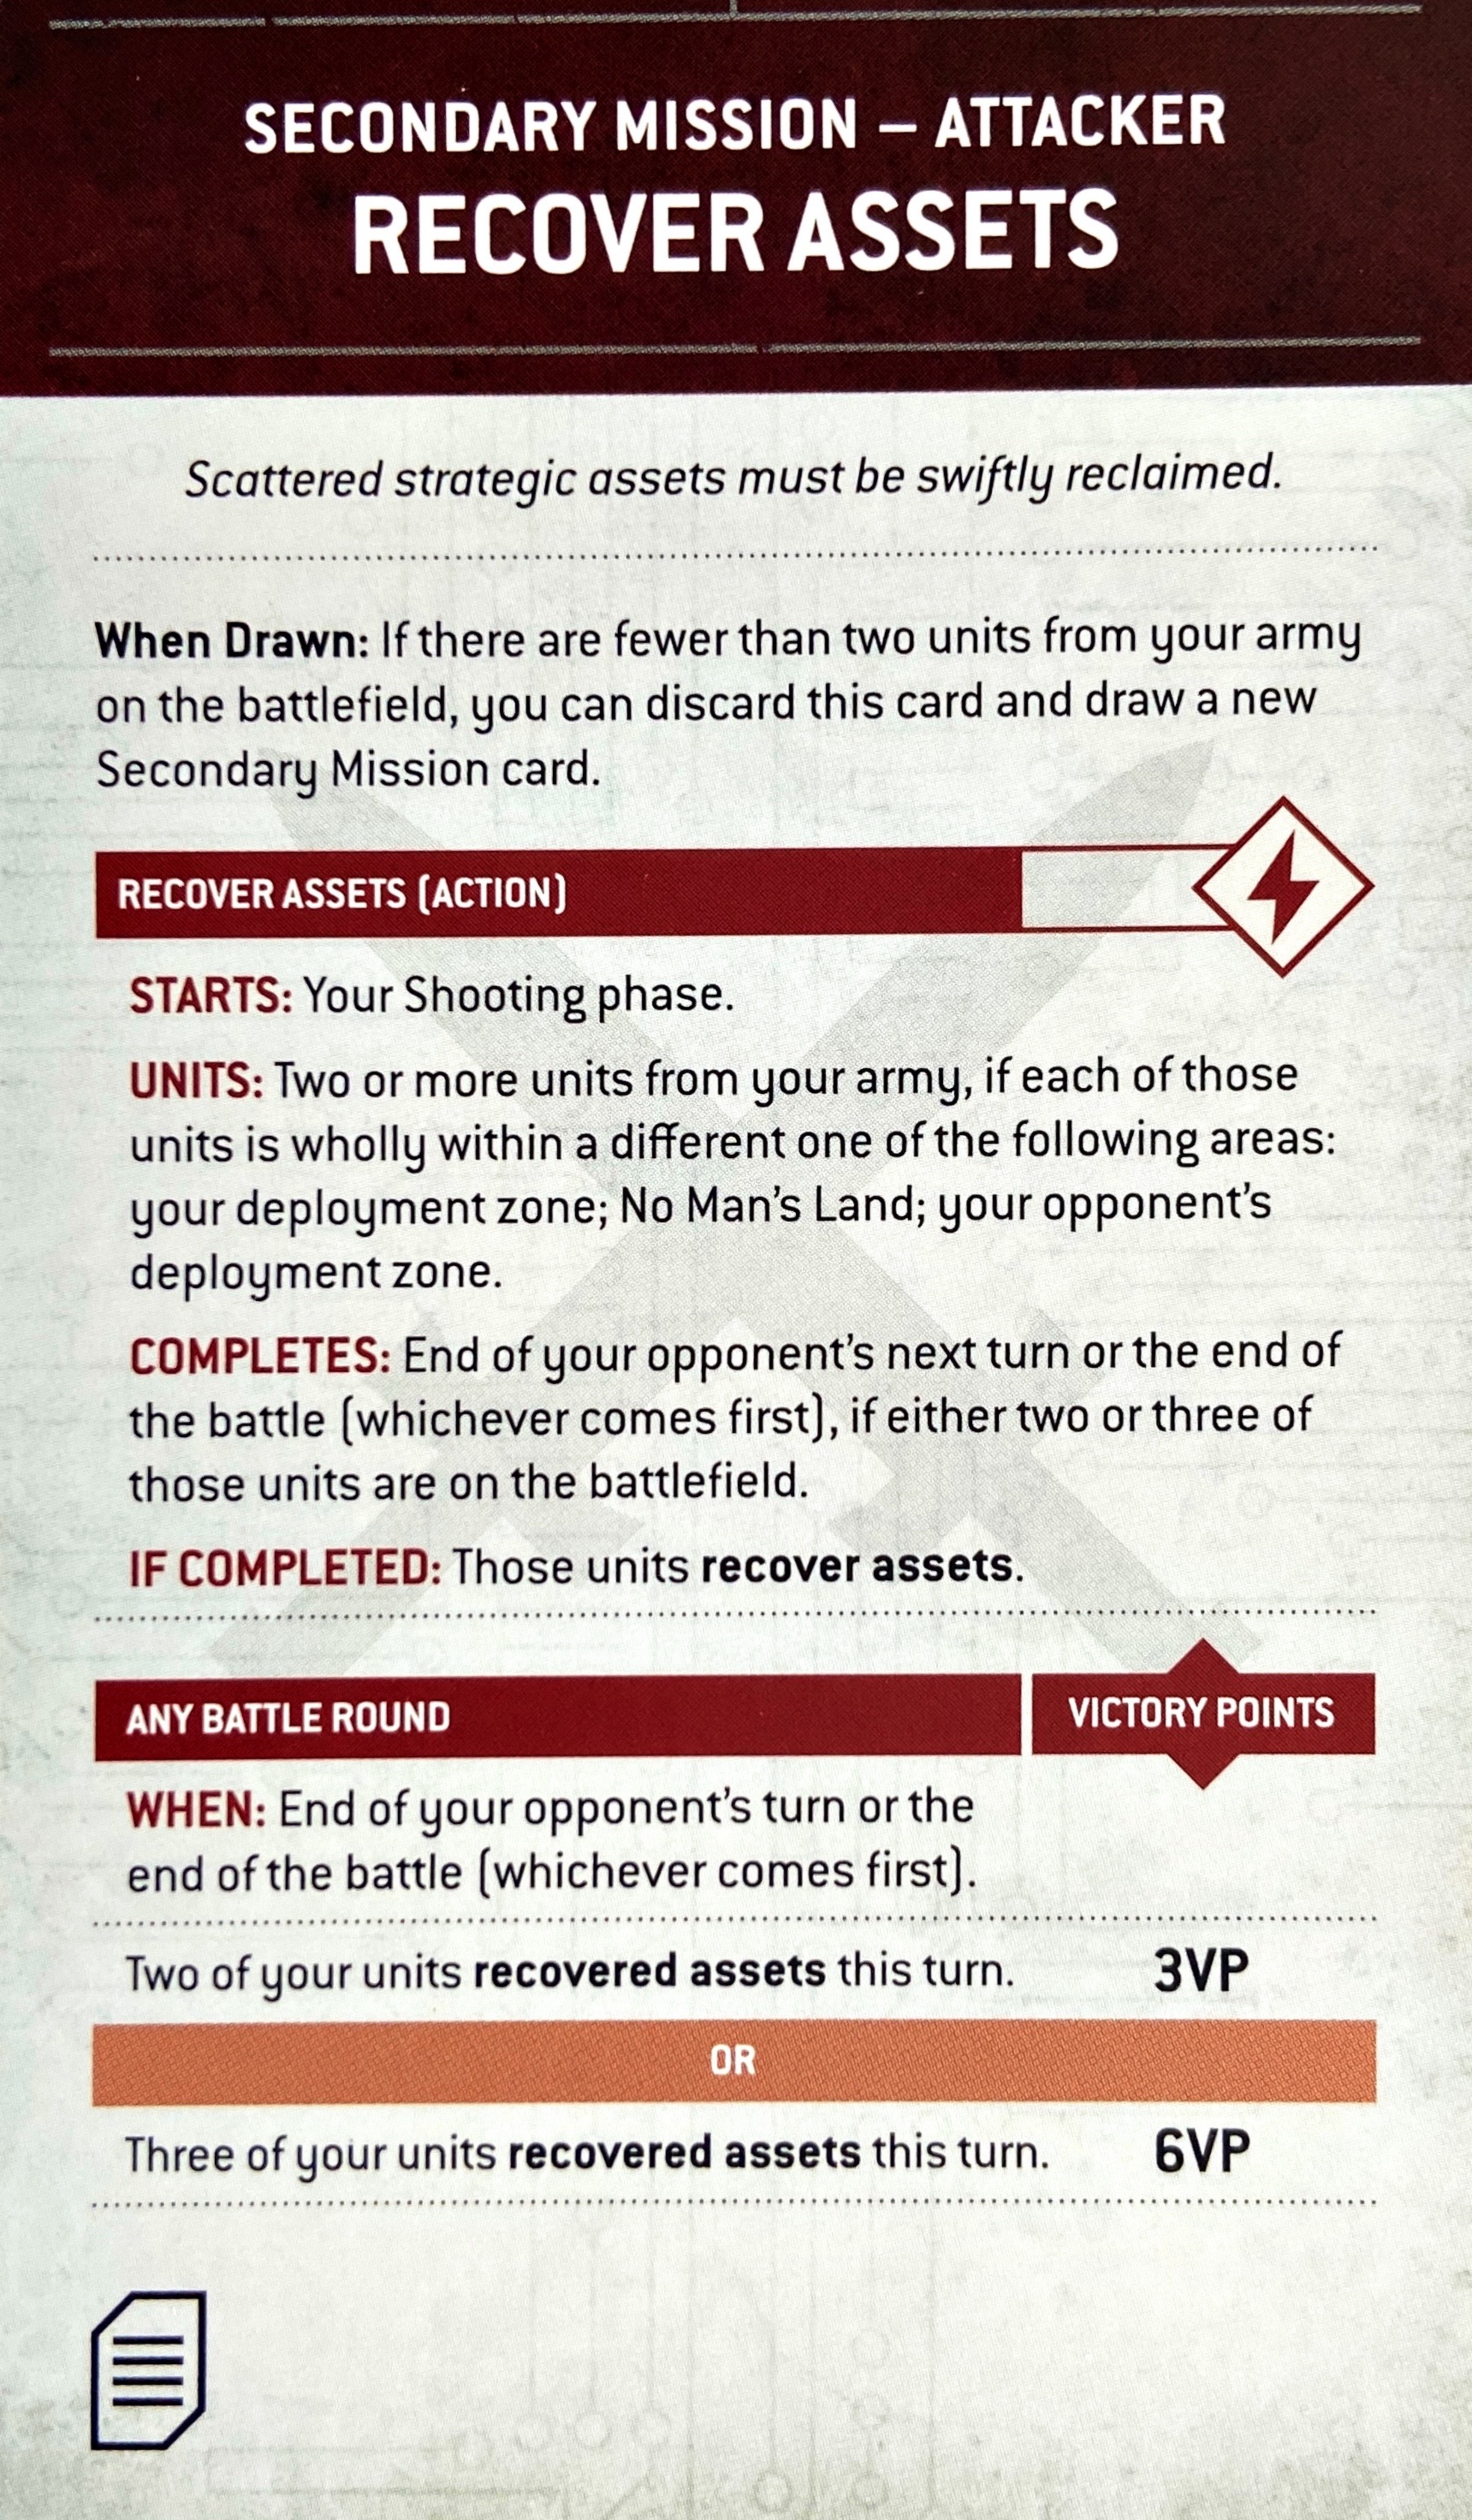 SECONDARY MISSION – ATTACKER
RECOVER ASSETS
Scattered strategic assets must be swiftly reclaimed.
When Drawn: If there are fewer than two units from your army
on the battlefield, you can discard this card and draw a new
Secondary Mission card.
RECOVER ASSETS (ACTION)
STARTS: Your Shooting phase.
UNITS: Two or more units from your army, if each of those
units is wholly within a different one of the following areas:
your deployment zone; No Man’s Land; your opponent’s
deployment zone.
COMPLETES: End of your opponent’s next turn or the end of
the battle (whichever comes first), if either two or three of
those units are on the battlefield.
IF COMPLETED: Those units recover assets.
ANY BATTLE ROUND
VICTORY POINTS
WHEN: End of your opponent’s turn or the
end of the battle (whichever comes first).
Two of your units recovered assets this turn. 3VP
OR
Three of your units recovered assets this turn. 6VP